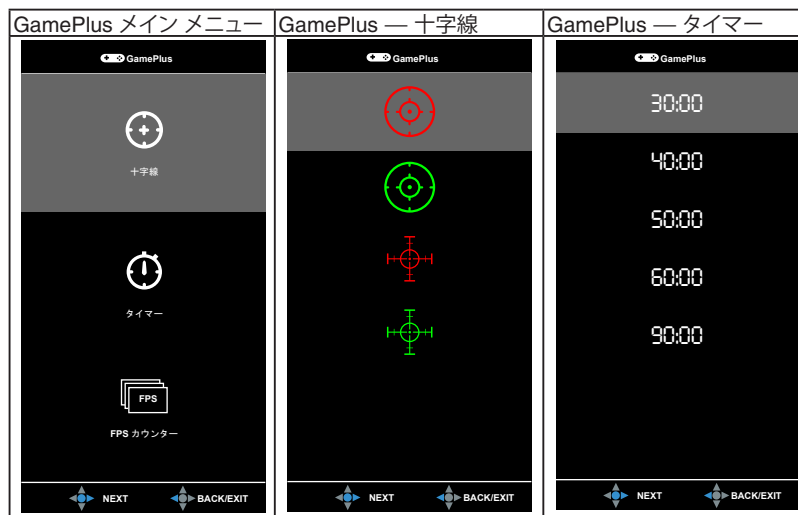 GamePlus メイン メニュー
GamePlus
十字線
タイマー
FPS
FPS カウンター
NEXT BACK/EXIT
GamePlus — 十字線
GamePlus
NEXT BACK/EXIT
GamePlus — タイマー
GamePlus
30:00
40:00
50:00
60:00
90:00
NEXT BACK/EXIT